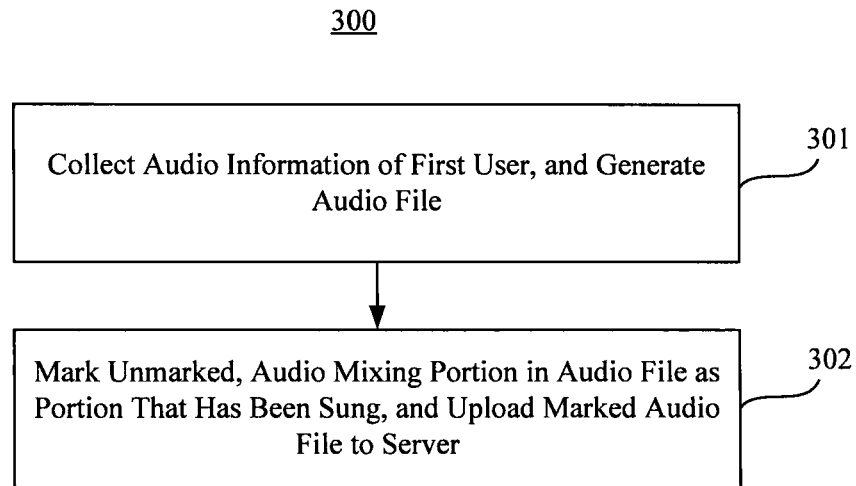 300
Collect Audio Information of First User, and Generate
Audio File
301
Mark Unmarked, Audio Mixing Portion in Audio File as
Portion That Has Been Sung, and Upload Marked Audio
File to Server
302